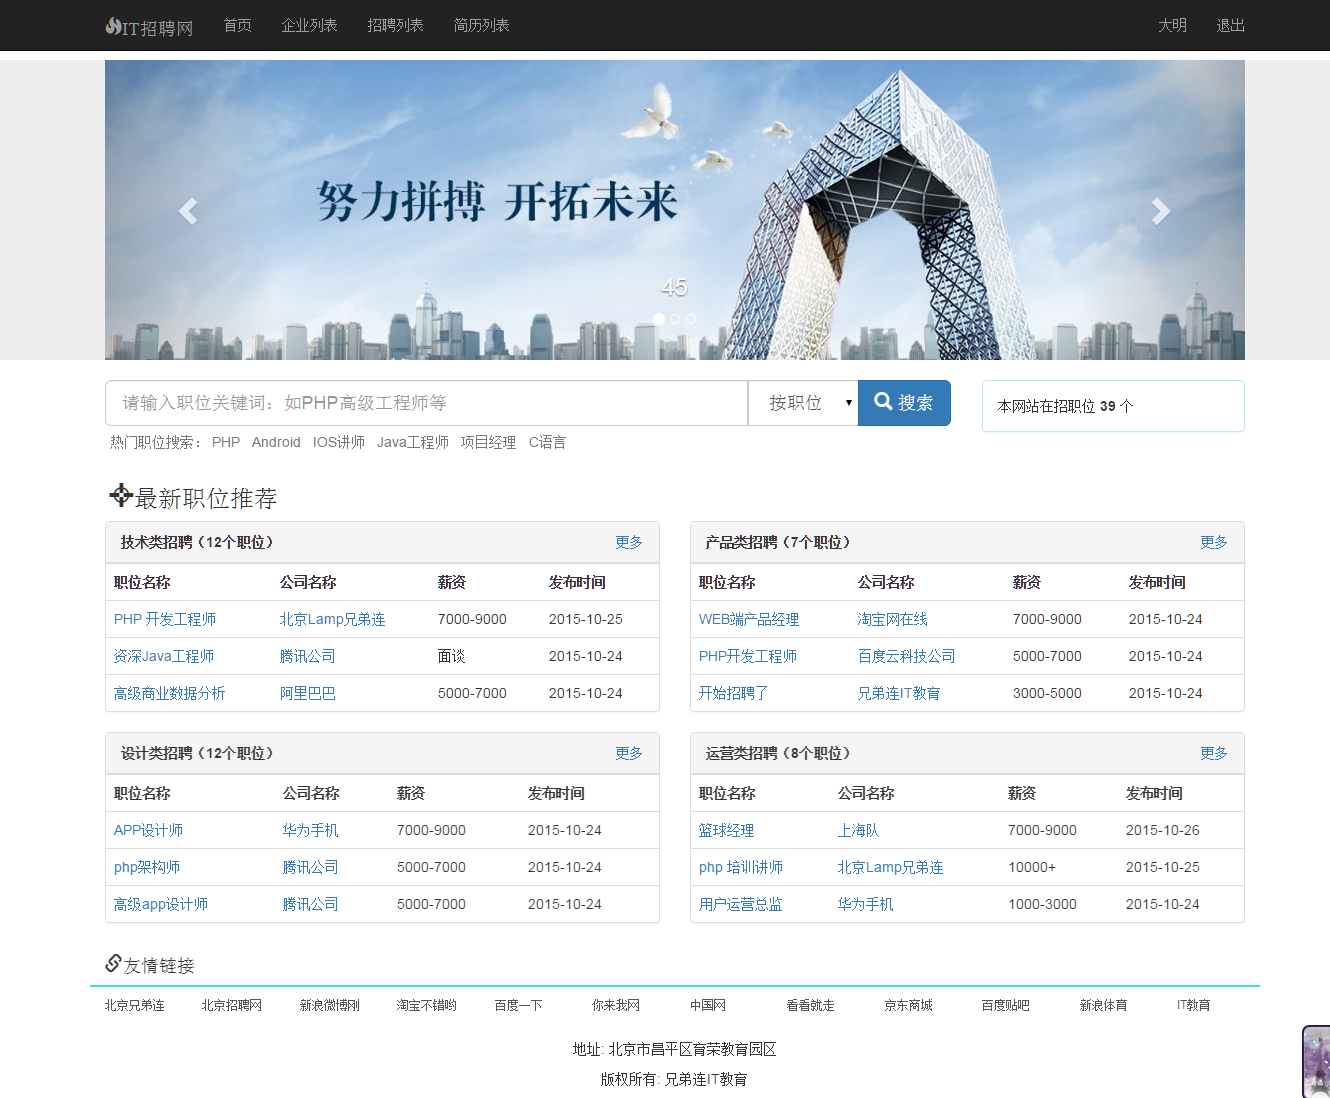 IT招聘网 首页 企业列表 招聘列表 简历列表 大明 退出
努力拼搏 开拓未来
45
请输入职位关键词：如PHP高级工程师等 按职位 搜索
本网站在招职位 39 个
热门职位搜索： PHP Android IOS讲师 Java工程师 项目经理 C语言
最新职位推荐
技术类招聘（12个职位） 更多
职位名称 公司名称 薪资 发布时间
PHP 开发工程师 北京Lamp兄弟连 7000-9000 2015-10-25
资深Java工程师 腾讯公司 面谈 2015-10-24
高级商业数据分析 阿里巴巴 5000-7000 2015-10-24
产品类招聘（7个职位） 更多
职位名称 公司名称 薪资 发布时间
WEB端产品经理 淘宝网在线 7000-9000 2015-10-24
PHP开发工程师 百度云科技公司 5000-7000 2015-10-24
开始招聘了 兄弟连IT教育 3000-5000 2015-10-24
设计类招聘（12个职位） 更多
职位名称 公司名称 薪资 发布时间
APP设计师 华为手机 7000-9000 2015-10-24
php架构师 腾讯公司 5000-7000 2015-10-24
高级app设计师 腾讯公司 5000-7000 2015-10-24
运营类招聘（8个职位） 更多
职位名称 公司名称 薪资 发布时间
篮球经理 上海队 7000-9000 2015-10-26
php 培训讲师 北京Lamp兄弟连 10000+ 2015-10-25
用户运营总监 华为手机 1000-3000 2015-10-24
友情链接
北京兄弟连 北京招聘网 新浪微博刚 淘宝不错哟 百度一下 你来我网 中国网 看看就走 京东商城 百度贴吧 新浪体育 IT教育
地址: 北京市昌平区育荣教育园区
版权所有: 兄弟连IT教育